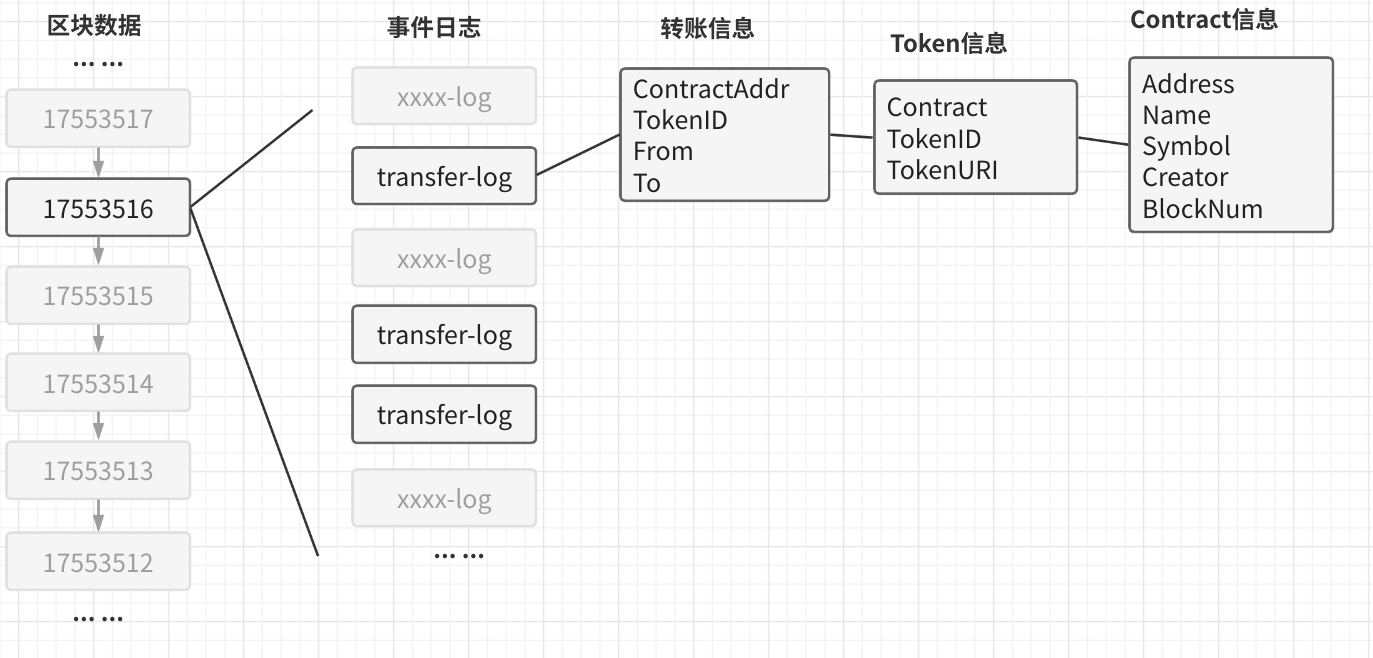 区块数据
... ...
17553517
17553516
17553515
17553514
17553513
17553512
... ...
事件日志
xxxx-log
transfer-log
xxxx-log
transfer-log
transfer-log
xxxx-log
... ...
转账信息
ContractAddr
TokenID
From
To
Token信息
Contract
TokenID
TokenURI
Contract信息
Address
Name
Symbol
Creator
BlockNum